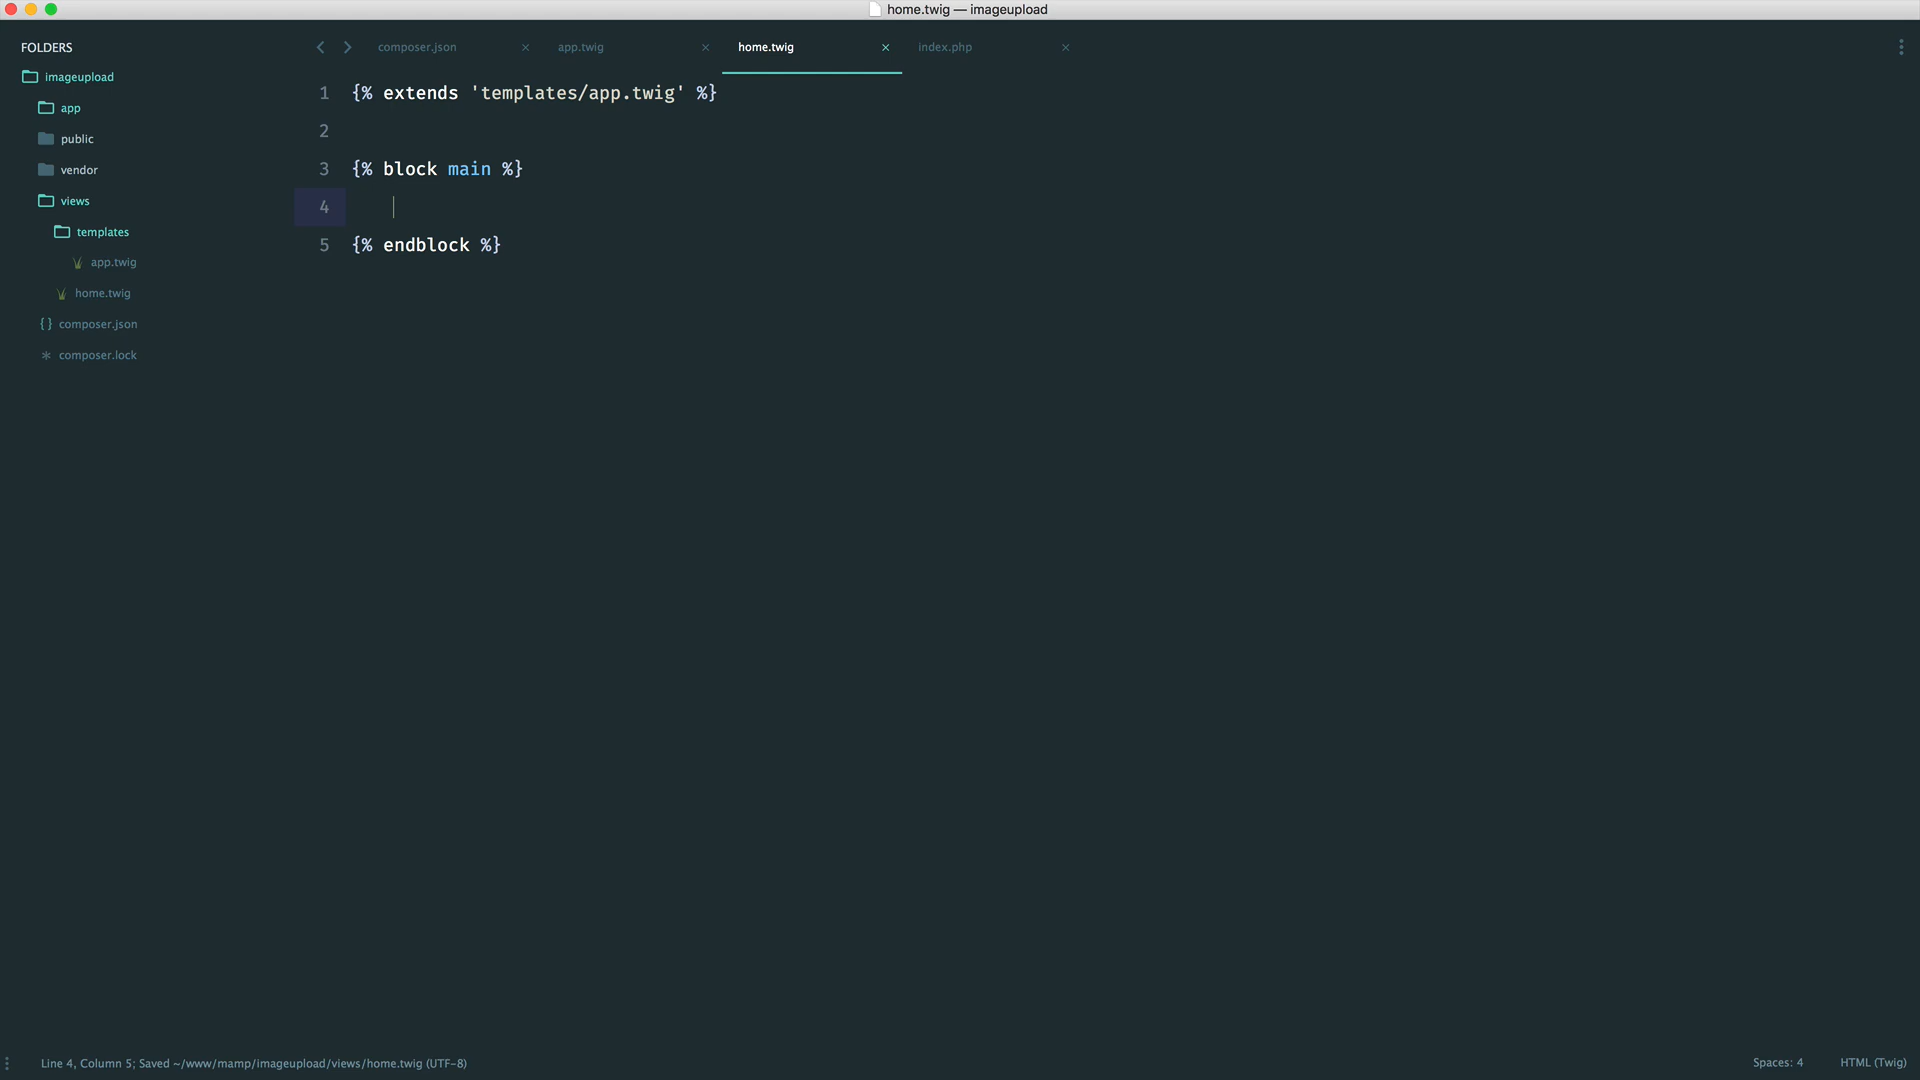 home.twig — imageupload
FOLDERS
imageupload
app
public
vendor
views
templates
app.twig
home.twig
{ } composer.json
* composer.lock
composer.json ×
app.twig ×
home.twig ×
index.php ×
1 {% extends 'templates/app.twig' %}
2
3 {% block main %}
4
5 {% endblock %}
Line 4, Column 5; Saved ~/www/mamp/imageupload/views/home.twig (UTF-8)
Spaces: 4
HTML (Twig)